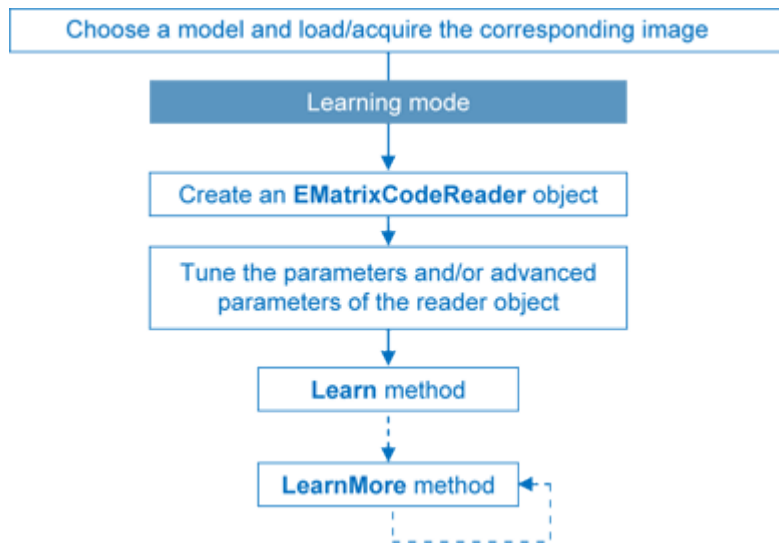 Choose a model and load/acquire the corresponding image
Learning mode
Create an EMatrixCodeReader object
Tune the parameters and/or advanced
parameters of the reader object
Learn method
LearnMore method